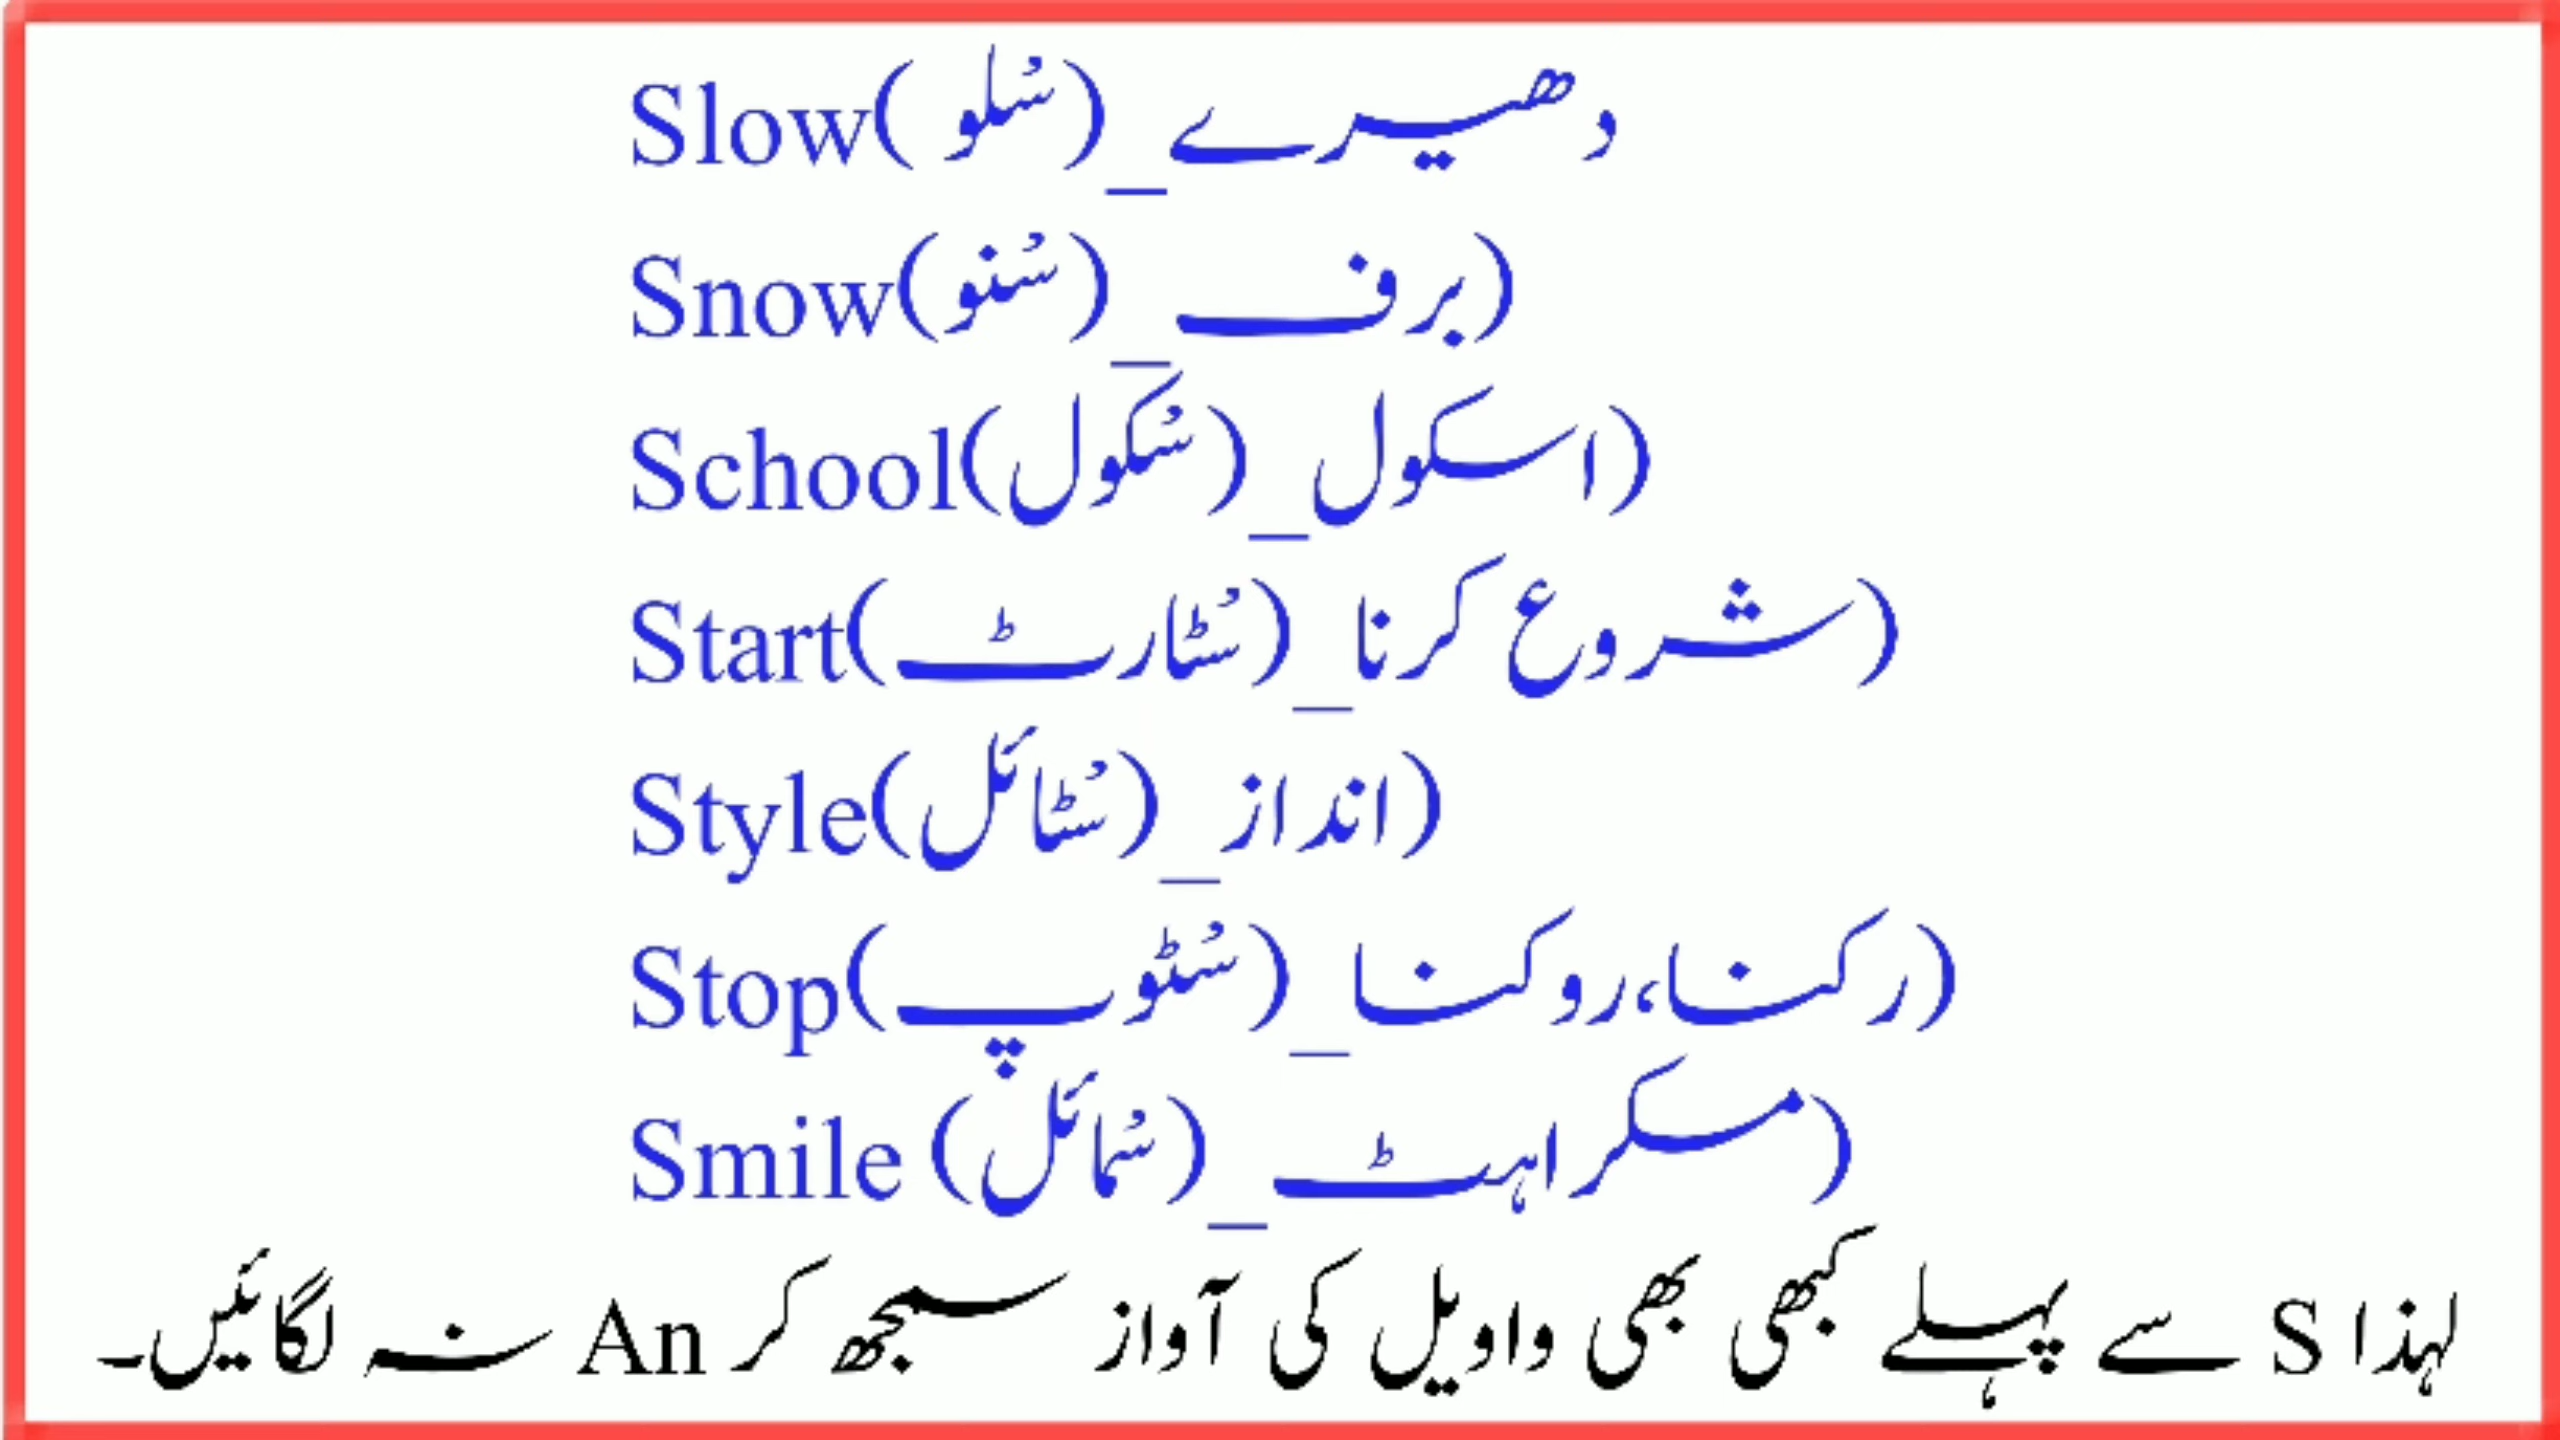 Slow(سُلو)_دھیرے
Snow(سُنو)_برف)
School(سُکول)_اسکول)
Start(سُٹارٹ)_شروع کرنا)
Style(سُٹائل)_انداز)
Stop(سُٹوپ)_رکنا،روکنا)
Smile (سُمائل)_مسکراہٹ)
لہذا S سے پہلے کبھی بھی واویل کی آواز سمجھ کر An نہ لگائیں۔